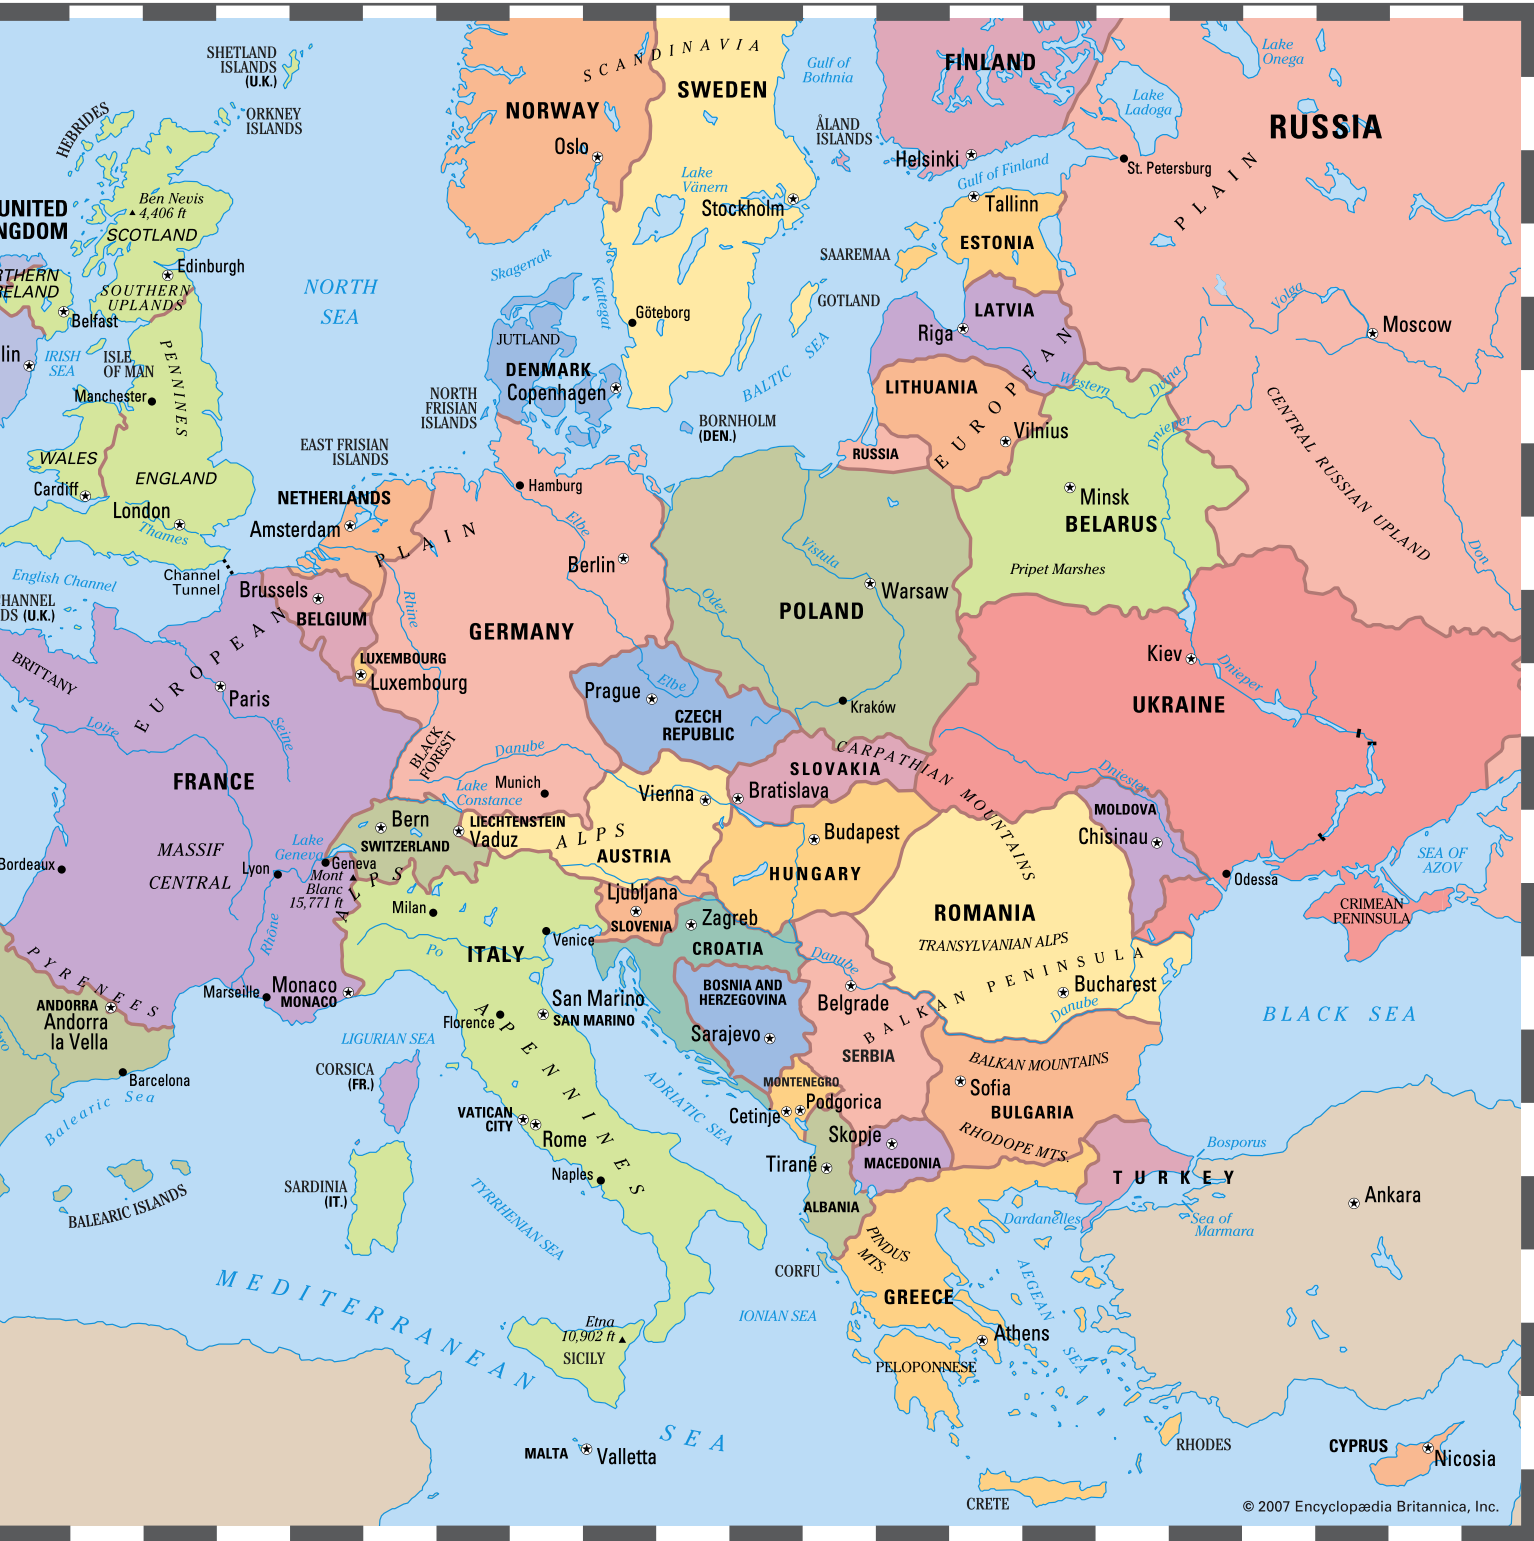 SHETLAND
ISLANDS
(U.K.)
ORKNEY
ISLANDS
HEBRIDES
SCANDINAVIA
NORWAY
Oslo
SWEDEN
Gulf of
Bothnia
FINLAND
Lake
Onega
Lake
Ladoga
RUSSIA
ÅLAND
ISLANDS
Helsinki
Gulf of Finland
St. Petersburg
PLAIN
Lake
Vänern
Stockholm
Tallinn
ESTONIA
UNITED
NGDOM
Ben Nevis
4,406 ft
SCOTLAND
Edinburgh
RTHERN
RELAND
SOUTHERN
UPLANDS
Belfast
NORTH
SEA
Skagerrak
Kattegat
Göteborg
SAAREMAA
GOTLAND
LATVIA
Riga
Volga
Moscow
lin
IRISH
SEA
ISLE
OF MAN
PENNINES
Manchester
JUTLAND
DENMARK
Copenhagen
NORTH
FRISIAN
ISLANDS
BALTIC
SEA
BORNHOLM
(DEN.)
LITHUANIA
Vilnius
EUROPEAN
Western
Dvina
Dnieper
RUSSIA
CENTRAL RUSSIAN UPLAND
Don
EAST FRISIAN
ISLANDS
WALES
Cardiff
ENGLAND
London
Thames
NETHERLANDS
Amsterdam
Hamburg
Elbe
PLAIN
Berlin
Minsk
BELARUS
Pripet Marshes
English Channel
Channel
Tunnel
HANNEL
DS (U.K.)
Brussels
BELGIUM
Rhine
GERMANY
Oder
Vistula
Warsaw
POLAND
Kraków
BRITTANY
EUROPEAN
LUXEMBOURG
Luxembourg
Paris
Loire
Seine
Prague
Elbe
CZECH
REPUBLIC
Kiev
Dnieper
UKRAINE
FRANCE
BLACK
FOREST
Danube
Munich
Lake
Constance
Vienna
SLOVAKIA
Bratislava
CARPATHIAN MOUNTAINS
Dniester
MOLDOVA
Chisinau
Bordeaux
MASSIF
CENTRAL
Lyon
Lake
Geneva
Geneva
Bern
SWITZERLAND
LIECHTENSTEIN
Vaduz
ALPS
AUSTRIA
Budapest
HUNGARY
Odessa
SEA OF
AZOV
CRIMEAN
PENINSULA
Mont
Blanc
15,771 ft
ALPS
Milan
Rhône
Po
ITALY
Venice
Ljubljana
SLOVENIA
Zagreb
CROATIA
ROMANIA
TRANSYLVANIAN ALPS
Bucharest
Danube
PYRENEES
ANDORRA
Andorra
la Vella
Marseille
Monaco
MONACO
Florence
San Marino
SAN MARINO
BOSNIA AND
HERZEGOVINA
Sarajevo
Danube
Belgrade
SERBIA
BALKAN PENINSULA
BLACK SEA
Barcelona
Balearic Sea
LIGURIAN SEA
CORSICA
(FR.)
APENNINES
ADRIATIC SEA
MONTENEGRO
Cetinje
Podgorica
BALKAN MOUNTAINS
Sofia
BULGARIA
RHODOPE MTS.
VATICAN
CITY
Rome
Naples
Skopje
MACEDONIA
Tiranë
ALBANIA
Bosporus
TURKEY
Ankara
Dardanelles
Sea of
Marmara
BALEARIC ISLANDS
SARDINIA
(IT.)
TYRRHENIAN SEA
CORFU
PINDUS
MTS.
GREECE
AEGEAN
SEA
MEDITERRANEAN
SEA
Etna
10,902 ft
SICILY
IONIAN SEA
Athens
PELOPONNESE
MALTA
Valletta
RHODES
CYPRUS
Nicosia
CRETE
© 2007 Encyclopædia Britannica, Inc.